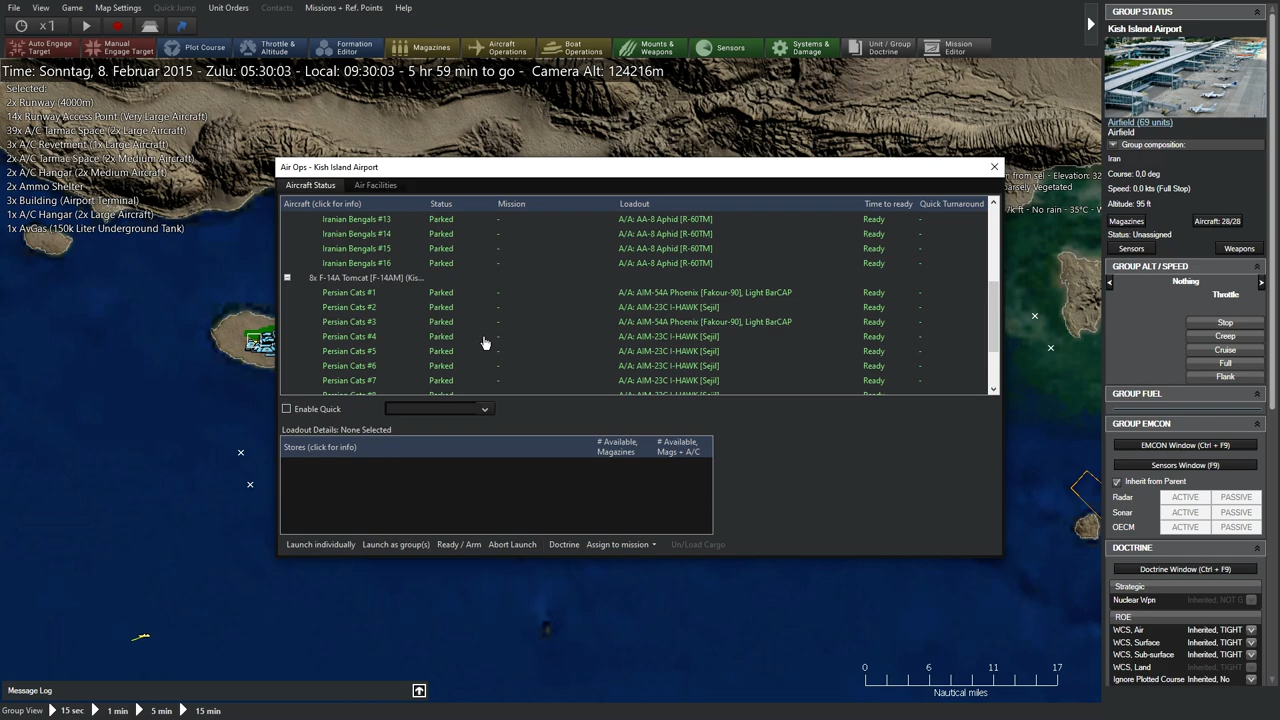 File View Game Map Settings Quick Jump Unit Orders Contacts Missions + Ref. Points Help
x1
Auto Engage Target
Manual Engage Target
Plot Course
Throttle & Altitude
Formation Editor
Magazines
Aircraft Operations
Boat Operations
Mounts & Weapons
Sensors
Systems & Damage
Unit / Group Doctrine
Mission Editor
Time: Sonntag, 8. Februar 2015 - Zulu: 05:30:03 - Local: 09:30:03 - 5 hr 59 min to go - Camera Alt: 124216m
Selected:
2x Runway (4000m)
14x Runway Access Point (Very Large Aircraft)
39x A/C Tarmac Space (2x Large Aircraft)
3x A/C Revetment (1x Large Aircraft)
2x A/C Tarmac Space (2x Medium Aircraft)
2x A/C Hangar (2x Medium Aircraft)
2x Ammo Shelter
3x Building (Airport Terminal)
1x A/C Hangar (2x Large Aircraft)
1x AvGas (150k Liter Underground Tank)
Air Ops - Kish Island Airport
Aircraft Status Air Facilities
Aircraft (click for info) Status Mission Loadout Time to ready Quick Turnaround
Iranian Bengals #13 Parked - A/A: AA-8 Aphid [R-60TM] Ready -
Iranian Bengals #14 Parked - A/A: AA-8 Aphid [R-60TM] Ready -
Iranian Bengals #15 Parked - A/A: AA-8 Aphid [R-60TM] Ready -
Iranian Bengals #16 Parked - A/A: AA-8 Aphid [R-60TM] Ready -
8x F-14A Tomcat [F-14AM] (Kis...
Persian Cats #1 Parked - A/A: AIM-54A Phoenix [Fakour-90], Light BarCAP Ready -
Persian Cats #2 Parked - A/A: AIM-23C I-HAWK [Sejil] Ready -
Persian Cats #3 Parked - A/A: AIM-54A Phoenix [Fakour-90], Light BarCAP Ready -
Persian Cats #4 Parked - A/A: AIM-23C I-HAWK [Sejil] Ready -
Persian Cats #5 Parked - A/A: AIM-23C I-HAWK [Sejil] Ready -
Persian Cats #6 Parked - A/A: AIM-23C I-HAWK [Sejil] Ready -
Persian Cats #7 Parked - A/A: AIM-23C I-HAWK [Sejil] Ready -
Enable Quick
Loadout Details: None Selected
Stores (click for info) # Available, Magazines # Available, Mags + A/C
Launch individually Launch as group(s) Ready / Arm Abort Launch Doctrine Assign to mission Un/Load Cargo
from sel - Elevation: 32
parsely Vegetated
7k ft - No rain - 35°C - W
0 6 11 17
Nautical miles
Message Log
Group View 15 sec 1 min 5 min 15 min
GROUP STATUS
Kish Island Airport
Airfield (69 units)
Airfield
Group composition:
Iran
Course: 0,0 deg
Speed: 0,0 kts (Full Stop)
Altitude: 95 ft
Magazines Aircraft: 28/28
Status: Unassigned
Sensors Weapons
GROUP ALT / SPEED
Nothing
Throttle
Stop
Creep
Cruise
Full
Flank
GROUP FUEL
GROUP EMCON
EMCON Window (Ctrl + F9)
Sensors Window (F9)
Inherit from Parent
Radar ACTIVE PASSIVE
Sonar ACTIVE PASSIVE
OECM ACTIVE PASSIVE
DOCTRINE
Doctrine Window (Ctrl + F9)
Strategic
Nuclear Wpn Inherited, NOT G
ROE
WCS, Air Inherited, TIGHT
WCS, Surface Inherited, TIGHT
WCS, Sub-surface Inherited, TIGHT
WCS, Land Inherited, TIGHT
Ignore Plotted Course Inherited, No